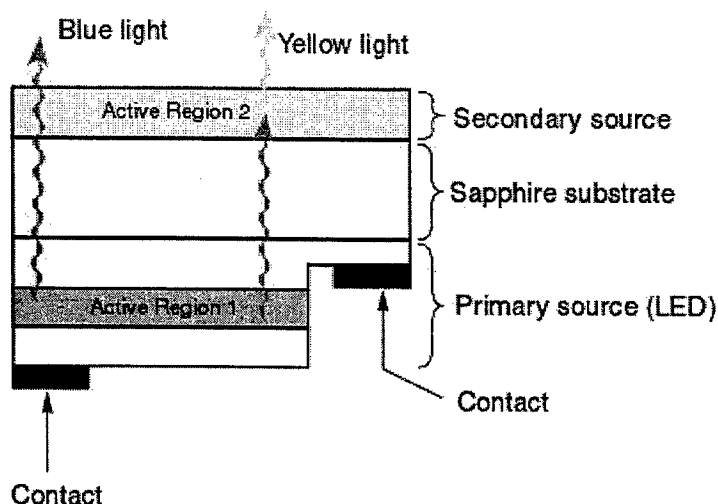 Blue light
Yellow light
Active Region 2
Secondary source
Sapphire substrate
Active Region 1
Primary source (LED)
Contact
Contact